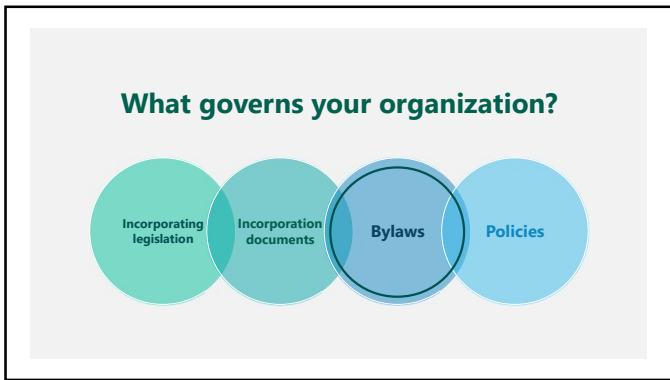 What governs your organization?
Incorporating
legislation
Incorporation
documents
Bylaws
Policies